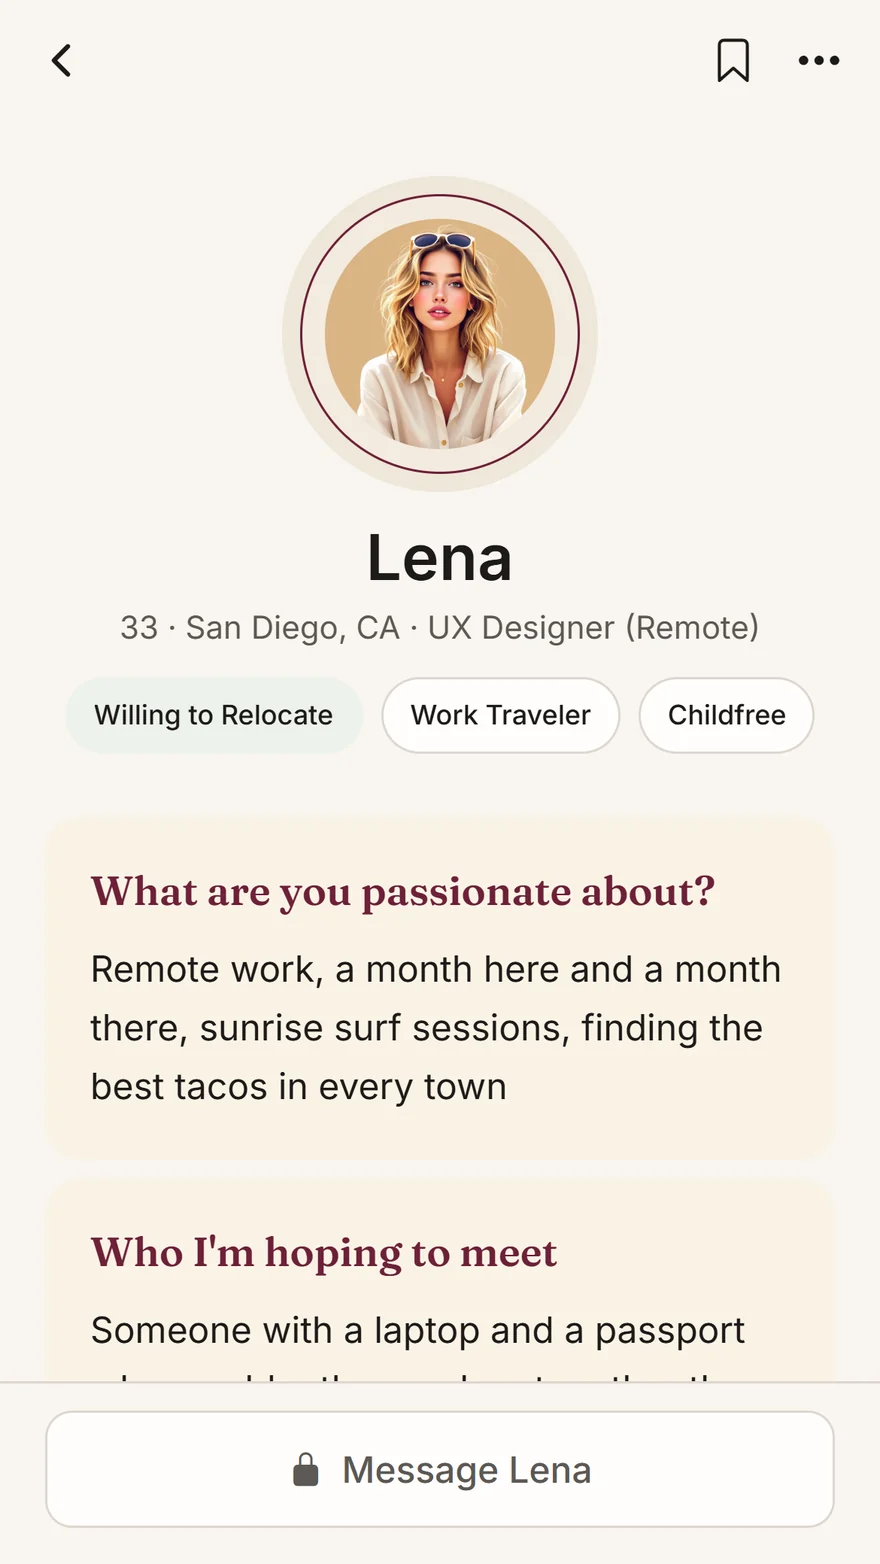 Lena
33 · San Diego, CA · UX Designer (Remote)
Willing to Relocate
Work Traveler
Childfree
What are you passionate about?
Remote work, a month here and a month
there, sunrise surf sessions, finding the
best tacos in every town
Who I'm hoping to meet
Someone with a laptop and a passport
Message Lena